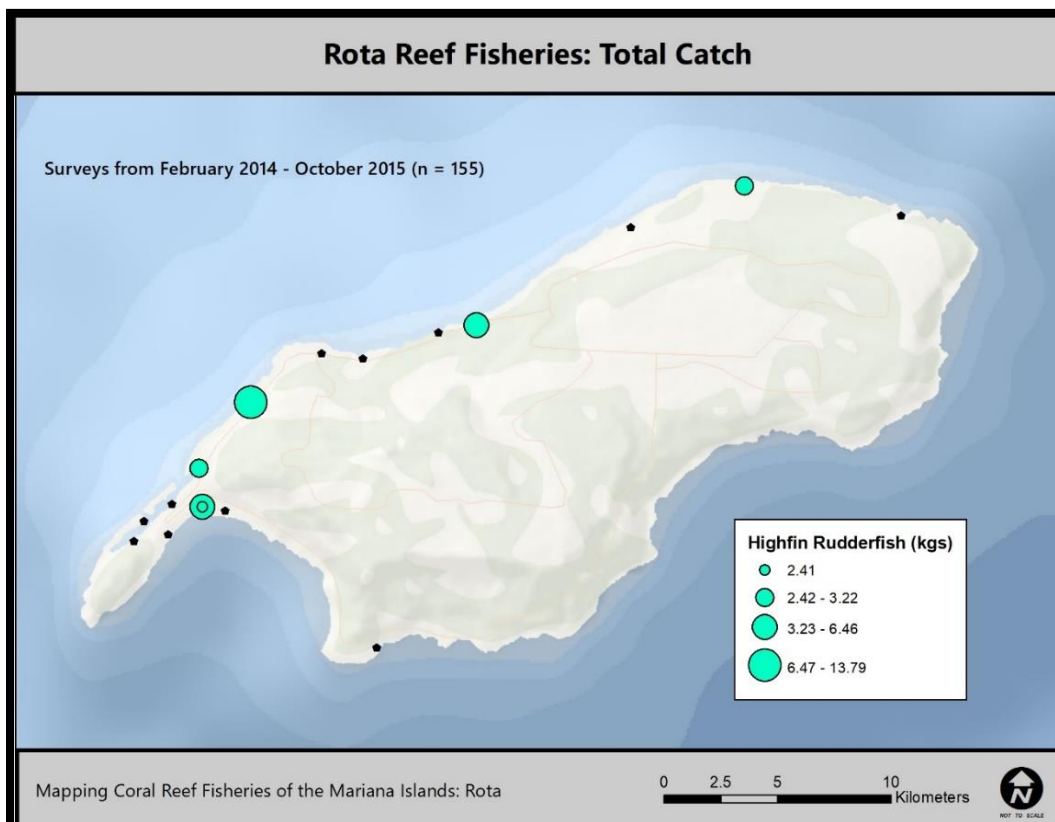 Rota Reef Fisheries: Total Catch
Surveys from February 2014 - October 2015 (n = 155)
Highfin Rudderfish (kgs)
2.41
2.42 - 3.22
3.23 - 6.46
6.47 - 13.79
Mapping Coral Reef Fisheries of the Mariana Islands: Rota
0 2.5 5 10
Kilometers
N
NOT TO SCALE